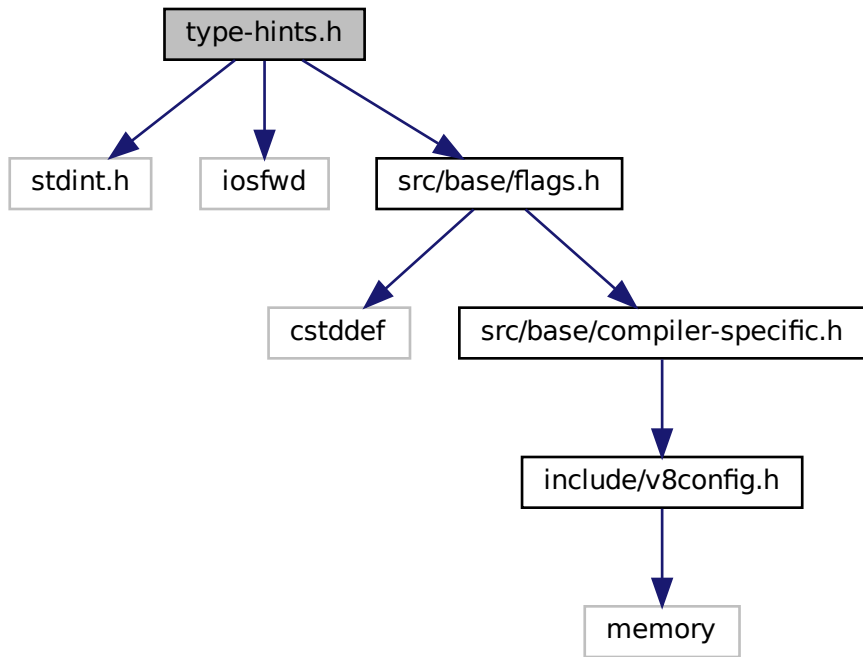 type-hints.h
stdint.h
iosfwd
src/base/flags.h
cstddef
src/base/compiler-specific.h
include/v8config.h
memory